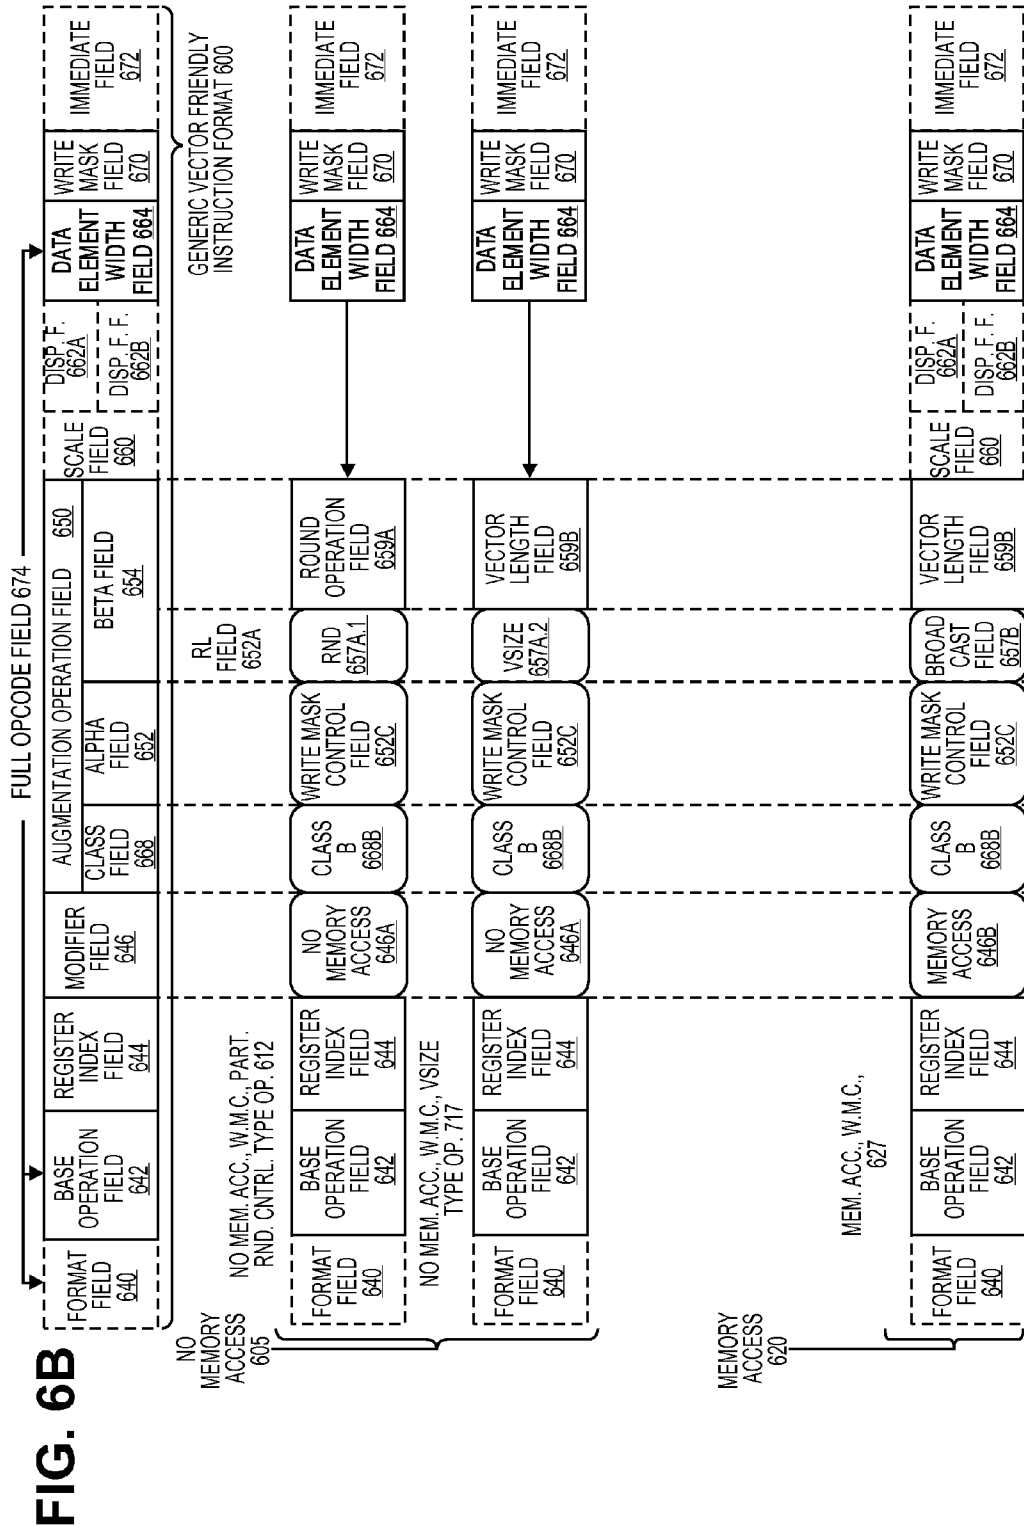 FIG. 6B
FULL OPCODE FIELD 674
FORMAT
FIELD
640
BASE
OPERATION
FIELD
642
REGISTER
INDEX
FIELD
644
MODIFIER
FIELD
646
AUGMENTATION OPERATION FIELD 650
CLASS
FIELD
668
ALPHA
FIELD
652
BETA FIELD
654
SCALE
FIELD
660
DISP. F.
662A
DISP. F. F.
662B
DATA
ELEMENT
WIDTH
FIELD 664
WRITE
MASK
FIELD
670
IMMEDIATE
FIELD
672
GENERIC VECTOR FRIENDLY
INSTRUCTION FORMAT 600
NO
MEMORY
ACCESS
605
RL
FIELD
652A
NO MEM. ACC., W.M.C., PART.
RND. CNTRL. TYPE OP. 612
FORMAT
FIELD
640
BASE
OPERATION
FIELD
642
REGISTER
INDEX
FIELD
644
NO
MEMORY
ACCESS
646A
CLASS
B
668B
WRITE MASK
CONTROL
FIELD
652C
RND
657A.1
ROUND
OPERATION
FIELD
659A
DATA
ELEMENT
WIDTH
FIELD 664
WRITE
MASK
FIELD
670
IMMEDIATE
FIELD
672
NO MEM. ACC., W.M.C., VSIZE
TYPE OP. 717
FORMAT
FIELD
640
BASE
OPERATION
FIELD
642
REGISTER
INDEX
FIELD
644
NO
MEMORY
ACCESS
646A
CLASS
B
668B
WRITE MASK
CONTROL
FIELD
652C
VSIZE
657A.2
VECTOR
LENGTH
FIELD
659B
DATA
ELEMENT
WIDTH
FIELD 664
WRITE
MASK
FIELD
670
IMMEDIATE
FIELD
672
MEMORY
ACCESS
620
MEM. ACC., W.M.C.,
627
FORMAT
FIELD
640
BASE
OPERATION
FIELD
642
REGISTER
INDEX
FIELD
644
MEMORY
ACCESS
646B
CLASS
B
668B
WRITE MASK
CONTROL
FIELD
652C
BROAD
CAST
FIELD
657B
VECTOR
LENGTH
FIELD
659B
SCALE
FIELD
660
DISP. F.
662A
DISP. F. F.
662B
DATA
ELEMENT
WIDTH
FIELD 664
WRITE
MASK
FIELD
670
IMMEDIATE
FIELD
672